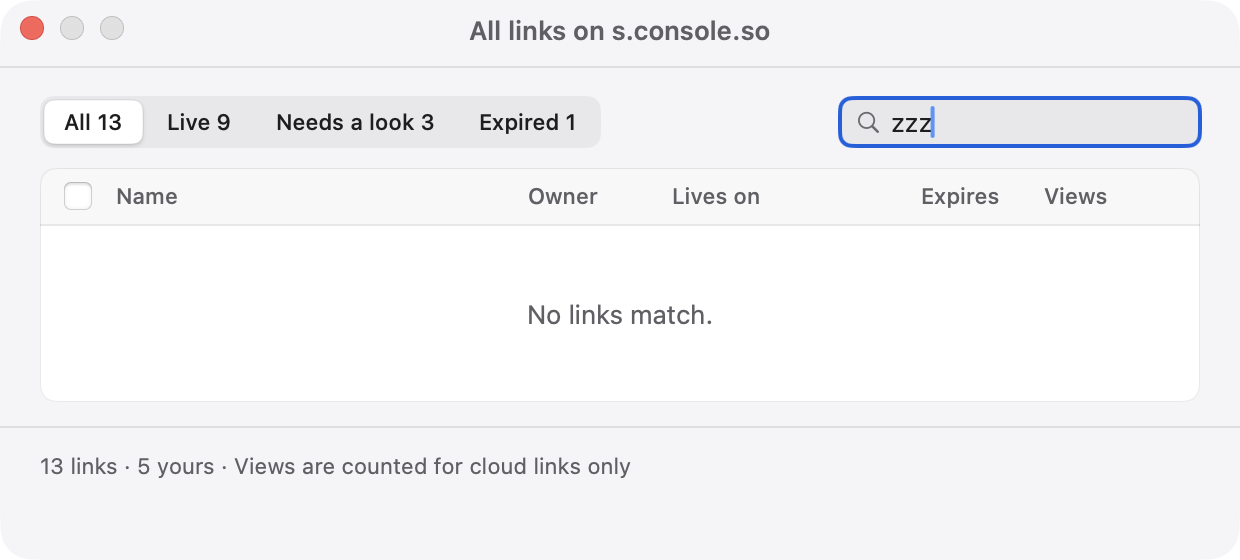 All links on s.console.so
All 13 Live 9 Needs a look 3 Expired 1 zzz
Name Owner Lives on Expires Views
No links match.
13 links · 5 yours · Views are counted for cloud links only